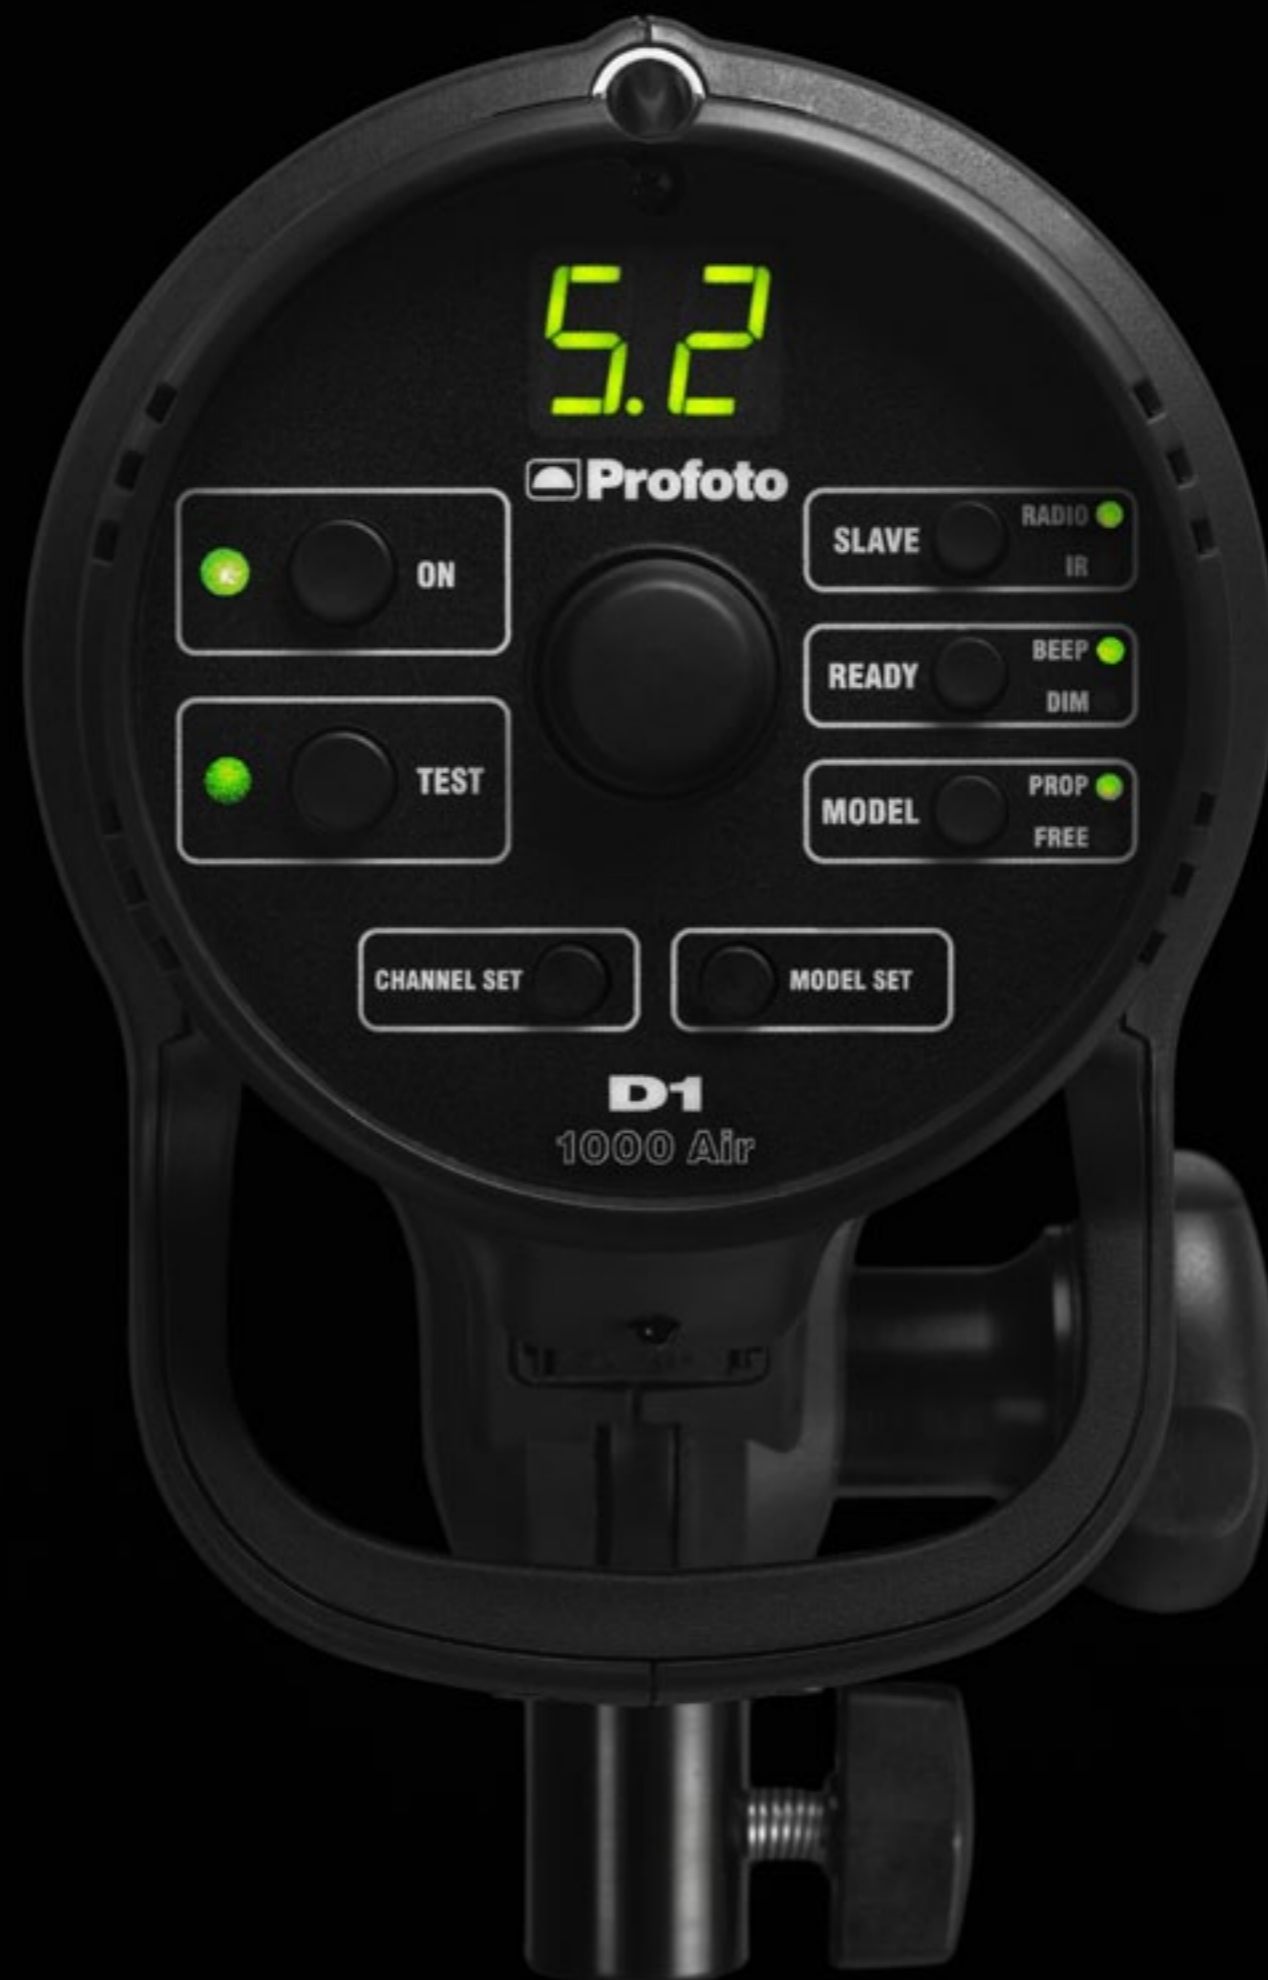 5.2
Profoto
ON
TEST
SLAVE
RADIO
IR
READY
BEEP
DIM
MODEL
PROP
FREE
CHANNEL SET
MODEL SET
D1
1000 Air